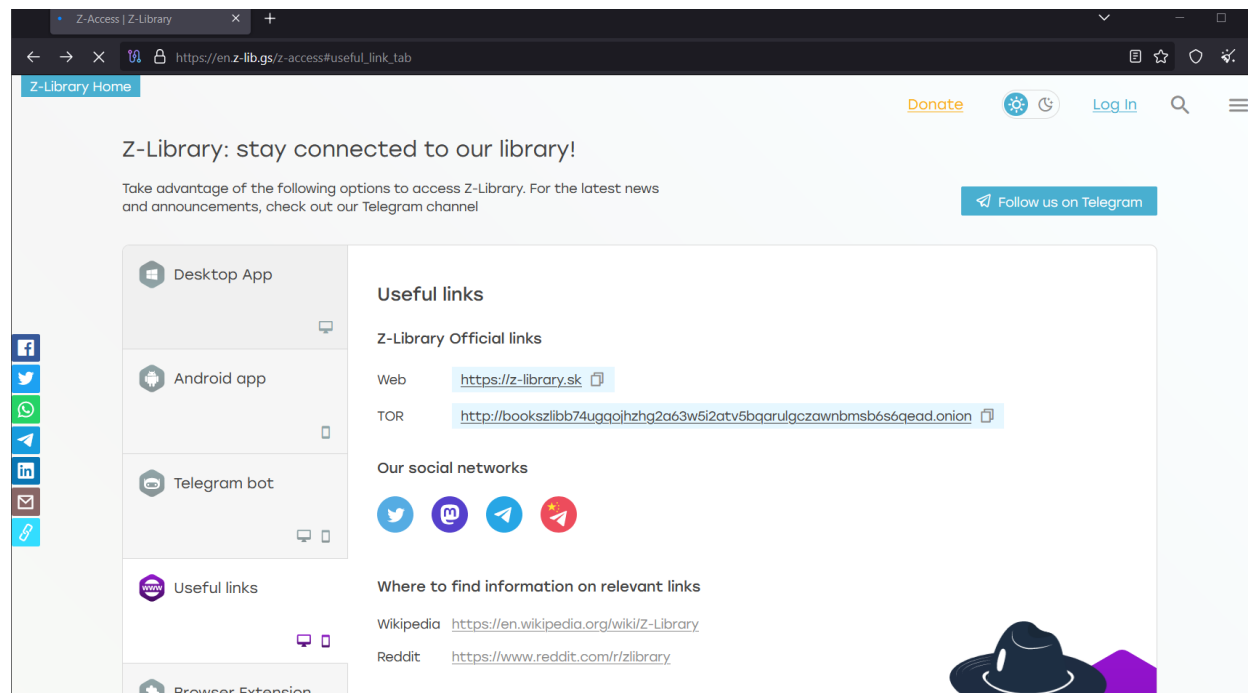 Z-Access | Z-Library
https://en.z-lib.gs/z-access#useful_link_tab
Z-Library Home
Donate
Log In
Z-Library: stay connected to our library!
Take advantage of the following options to access Z-Library. For the latest news
and announcements, check out our Telegram channel
Follow us on Telegram
Desktop App
Android app
Telegram bot
Useful links
Browser Extension
Useful links
Z-Library Official links
Web https://z-library.sk
TOR http://bookszlibb74ugqojhzhg2a63w5i2atv5bqarulgczawnbmsb6s6qead.onion
Our social networks
Where to find information on relevant links
Wikipedia https://en.wikipedia.org/wiki/Z-Library
Reddit https://www.reddit.com/r/zlibrary